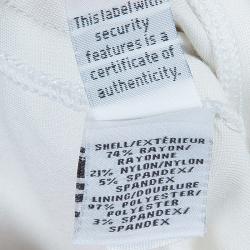 This label with
security
features is a
certificate of
authenticity.
SHELL/EXTÉRIEUR
74% RAYON/
RAYONNE
21% NYLON/NYLON
5% SPANDEX/
SPANDEX
LINING/DOUBLURE
97% POLYESTER/
POLYESTER
3% SPANDEX/
SPANDEX